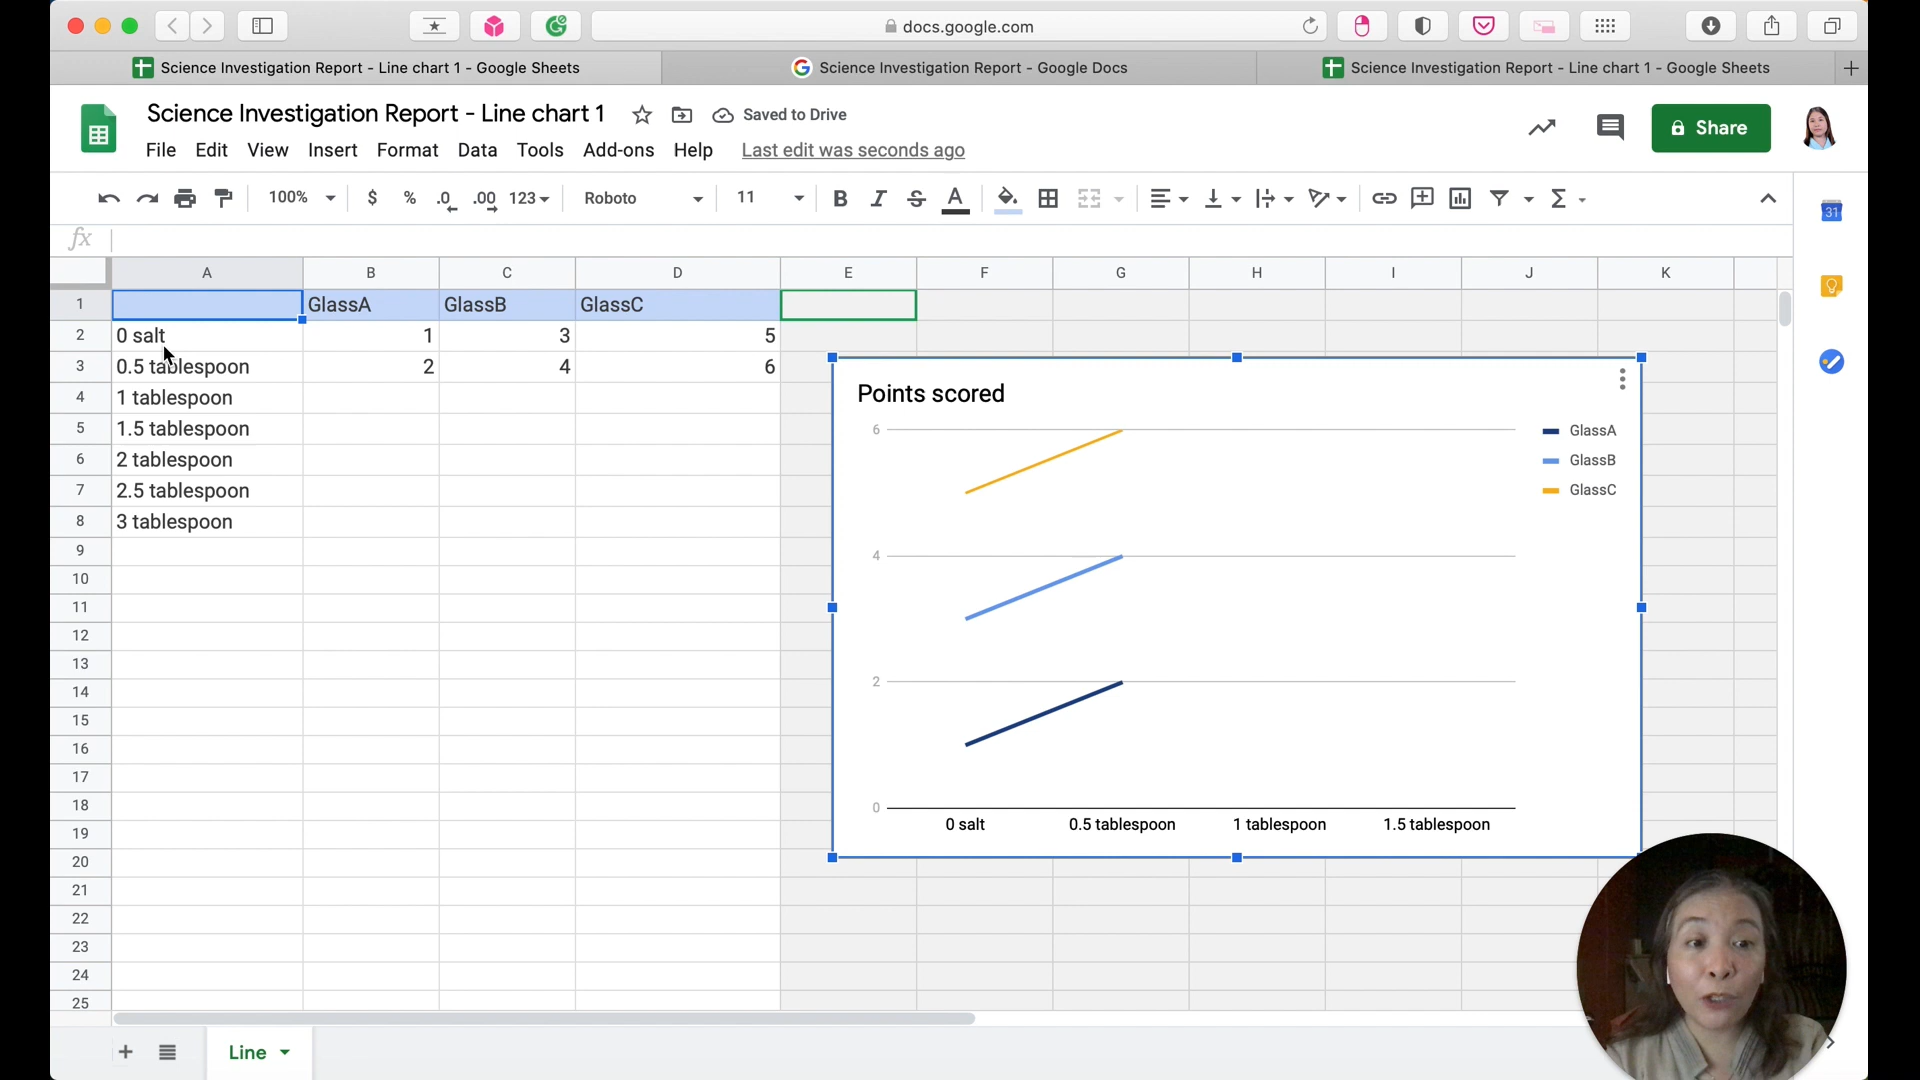 docs.google.com
Science Investigation Report - Line chart 1 - Google Sheets
Science Investigation Report - Google Docs
Science Investigation Report - Line chart 1 - Google Sheets
Science Investigation Report - Line chart 1
Saved to Drive
File Edit View Insert Format Data Tools Add-ons Help Last edit was seconds ago
Share
100% $ % .0 .00 123 Roboto 11 B I S A Σ
31
fx
A B C D E F G H I J K
1 GlassA GlassB GlassC
2 0 salt 1 3 5
3 0.5 tablespoon 2 4 6
4 1 tablespoon
5 1.5 tablespoon
6 2 tablespoon
7 2.5 tablespoon
8 3 tablespoon
9
10
11
12
13
14
15
16
17
18
19
20
21
22
23
24
25
Points scored
6
4
2
0
GlassA
GlassB
GlassC
0 salt 0.5 tablespoon 1 tablespoon 1.5 tablespoon
Line